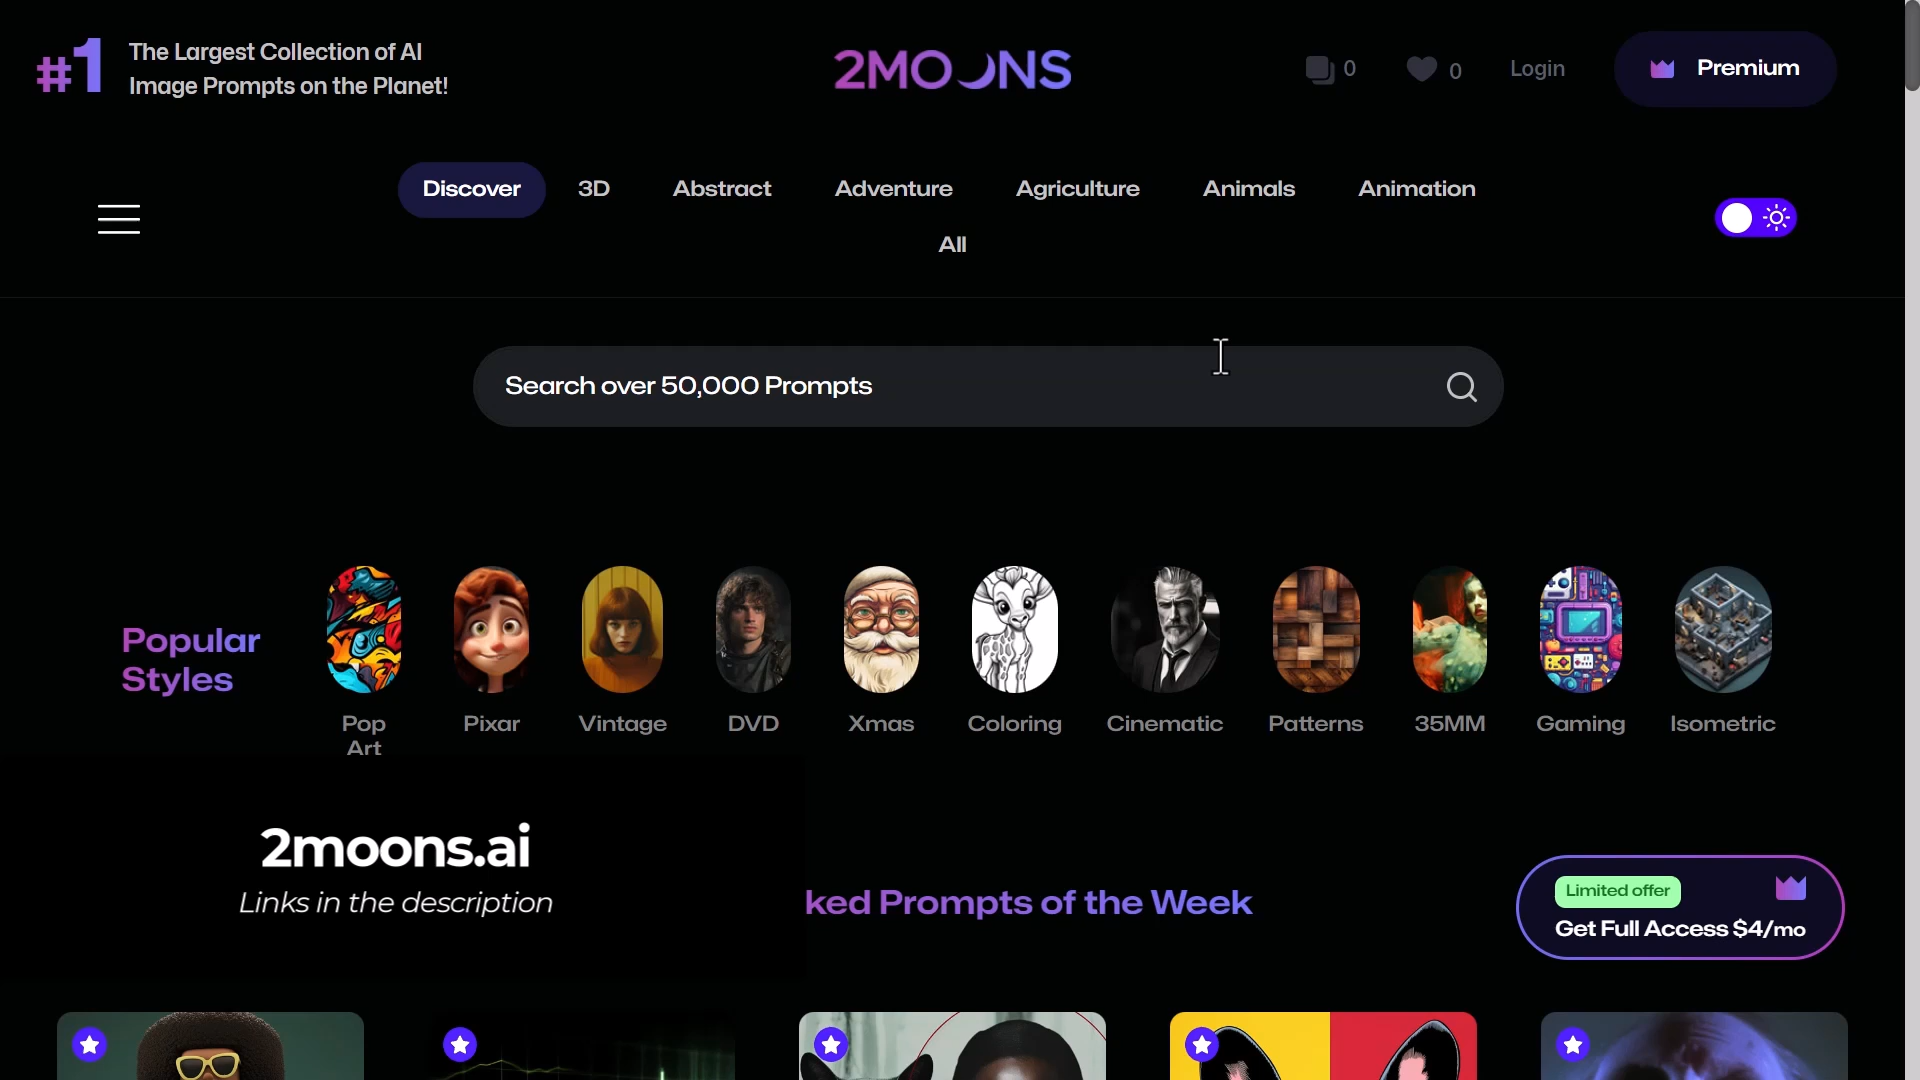 #1
The Largest Collection of AI
Image Prompts on the Planet!
2MOONS
0
0
Login
Premium
Discover
3D
Abstract
Adventure
Agriculture
Animals
Animation
All
Search over 50,000 Prompts
Popular
Styles
Pop
Art
Pixar
Vintage
DVD
Xmas
Coloring
Cinematic
Patterns
35MM
Gaming
Isometric
2moons.ai
Links in the description
ked Prompts of the Week
Limited offer
Get Full Access $4/mo